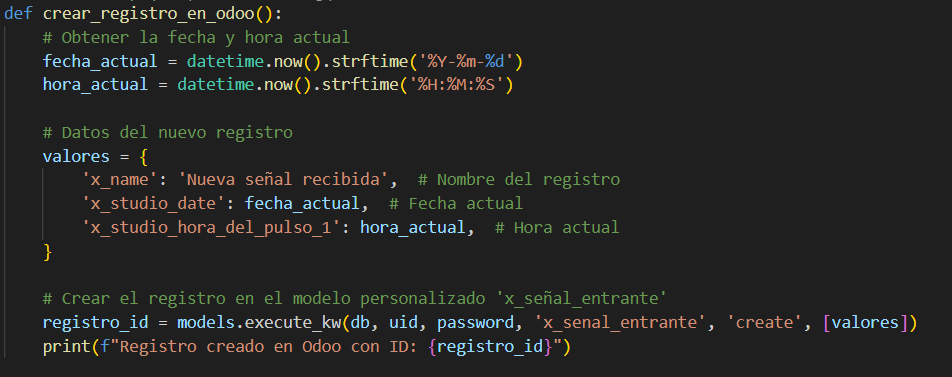 def crear_registro_en_odoo():
# Obtener la fecha y hora actual
fecha_actual = datetime.now().strftime('%Y-%m-%d')
hora_actual = datetime.now().strftime('%H:%M:%S')
# Datos del nuevo registro
valores = {
'x_name': 'Nueva señal recibida',  # Nombre del registro
'x_studio_date': fecha_actual,  # Fecha actual
'x_studio_hora_del_pulso_1': hora_actual,  # Hora actual
}
# Crear el registro en el modelo personalizado 'x_señal_entrante'
registro_id = models.execute_kw(db, uid, password, 'x_senal_entrante', 'create', [valores])
print(f"Registro creado en Odoo con ID: {registro_id}")